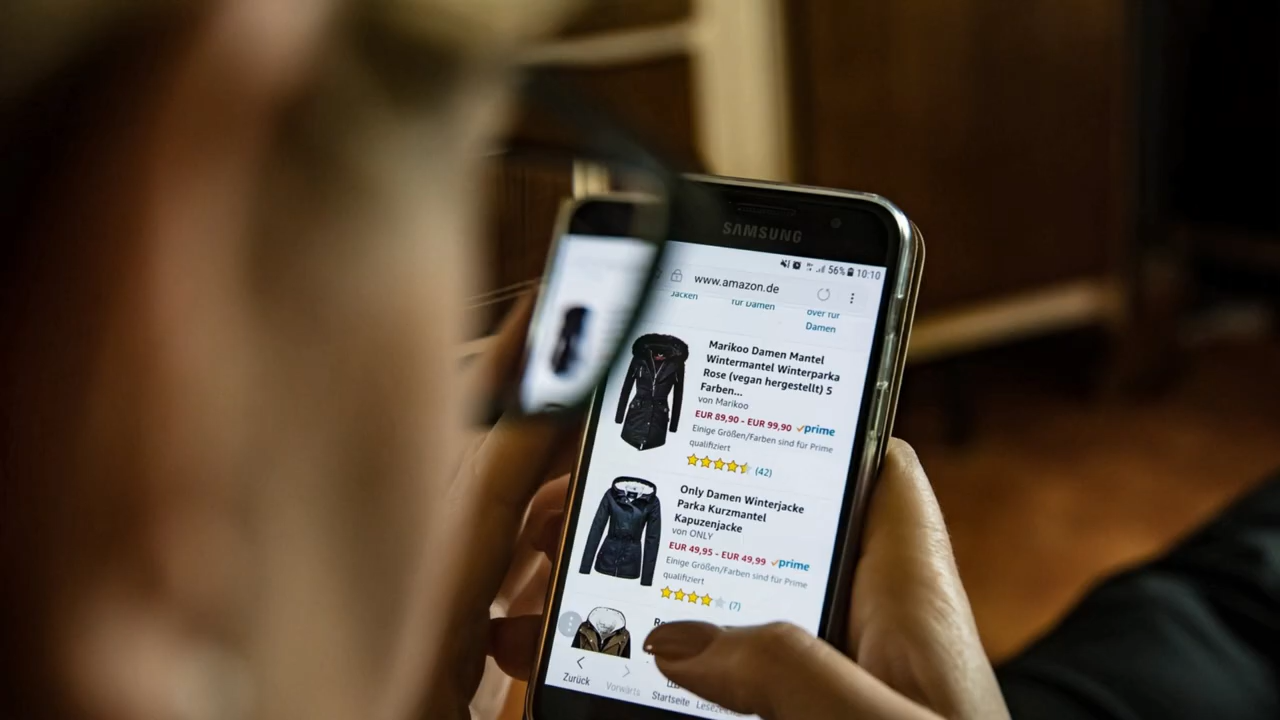 SAMSUNG
56% 10:10
www.amazon.de
für Damen
Damen
Marikoo Damen Mantel
Wintermantel Winterparka
Rose (vegan hergestellt) 5
Farben...
von Marikoo
EUR 89,90 - EUR 99,90 prime
Einige Größen/Farben sind für Prime
qualifiziert
(42)
Only Damen Winterjacke
Parka Kurzmantel
Kapuzenjacke
von ONLY
EUR 49,95 - EUR 49,99 prime
Einige Größen/Farben sind für Prime
qualifiziert
(7)
Zurück
Vorwärts
Startseite